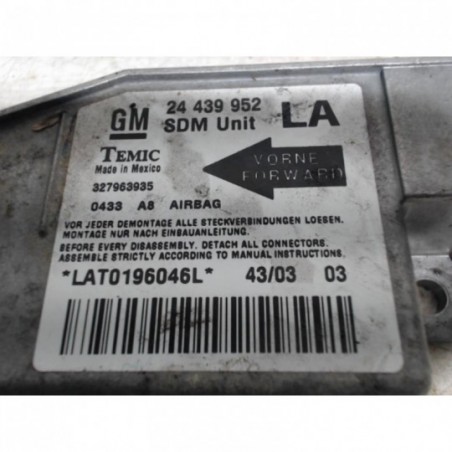 GM 24 439 952 LA
SDM Unit
TEMIC
Made in Mexico
VORNE
FORWARD
327963935
0433 A8 AIRBAG
VOR JEDER DEMONTAGE ALLE STECKVERBINDUNGEN LOESEN.
MONTAGE NUR NACH EINBAUANLEITUNG.
BEFORE EVERY DISASSEMBLY, DETACH ALL CONNECTORS.
ASSEMBLE STRICTLY ACCORDING TO MANUAL INSTRUCTIONS.
*LAT0196046L* 43/03 03